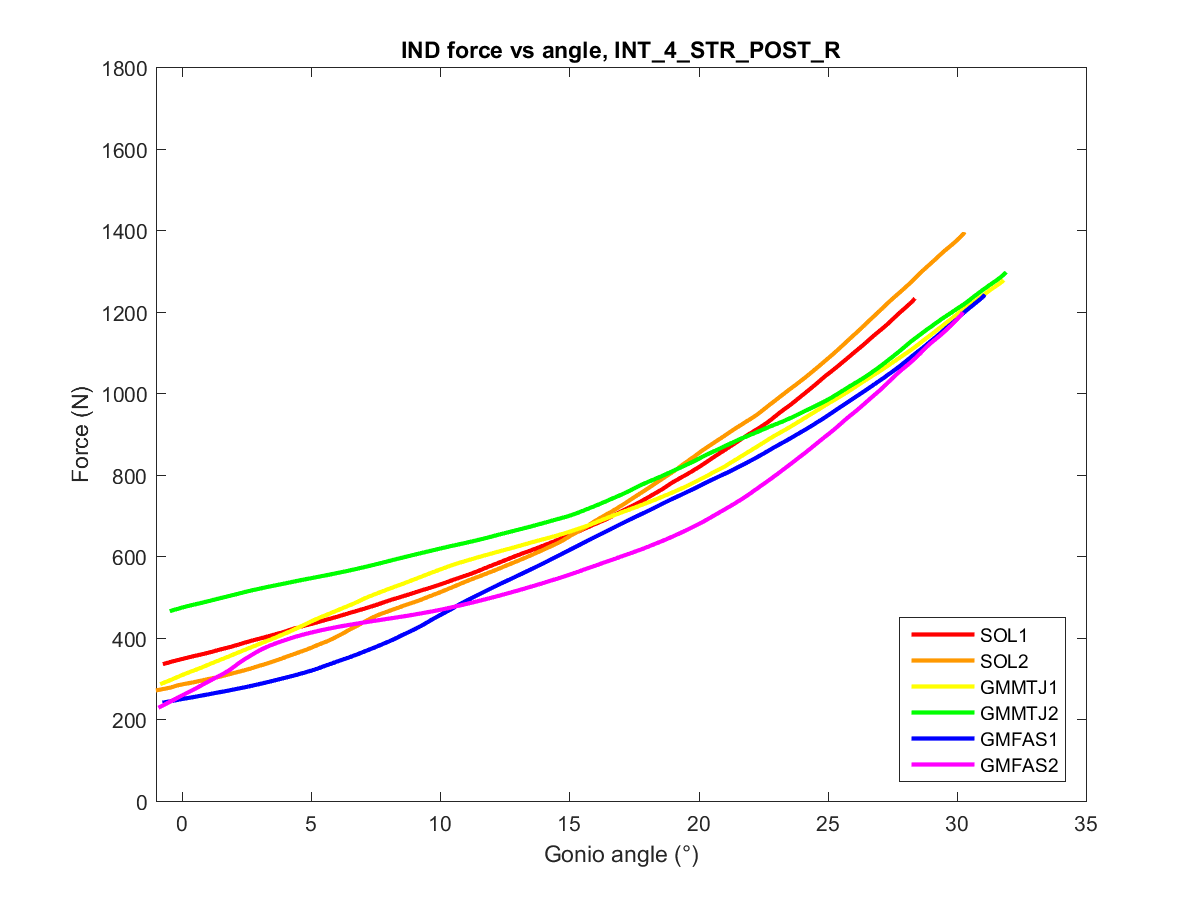 IND force vs angle, INT_4_STR_POST_R
1800
1600
1400
1200
1000
800
600
400
200
0
Force (N)
0 5 10 15 20 25 30 35
Gonio angle (°)
SOL1
SOL2
GMMTJ1
GMMTJ2
GMFAS1
GMFAS2